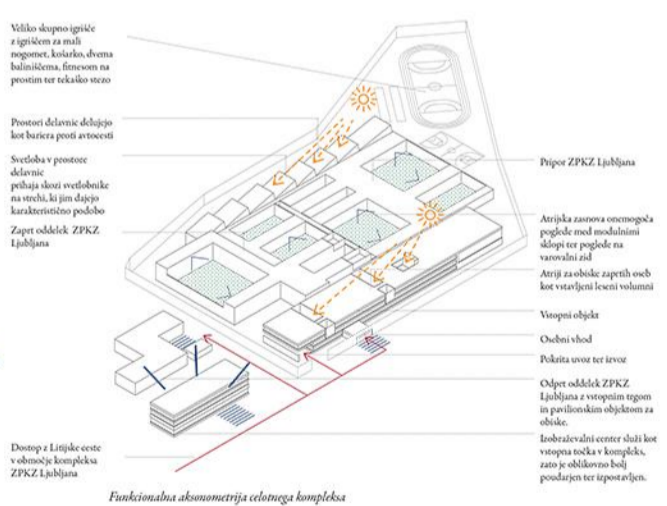 Veliko skupno igrišče
z igriščem za mali
nogomet, košarko, dvema
baliniščema, fitnesom na
prostim ter tekaško stezo
Prostori delavnic delujejo
kot bariera proti avtocesti
Svetloba v prostore
delavnic
prihaja skozi svetlobnike
na strehi, ki jim dajejo
karakteristično podobo
Zaprt oddelek ZPKZ
Ljubljana
Dostop z Litijske ceste
v območje kompleksa
ZPKZ Ljubljana
Pripor ZPKZ Ljubljana
Atrijska zasnova onemogoča
poglede med modulnimi
sklopi ter poglede na
varovalni zid
Atriji za obiske zaprtih oseb
kot vstavljeni leseni volumni
Vstopni objekt
Osebni vhod
Pokrita uvoz ter izvoz
Odprt oddelek ZPKZ
Ljubljana z vstopnim trgom
in pavilionskim objektom za
obiske.
Izobraževalni center služi kot
vstopna točka v kompleks,
zato je oblikovno bolj
poudarjen ter izpostavljen.
Funkcionalna aksonometrija celotnega kompleksa